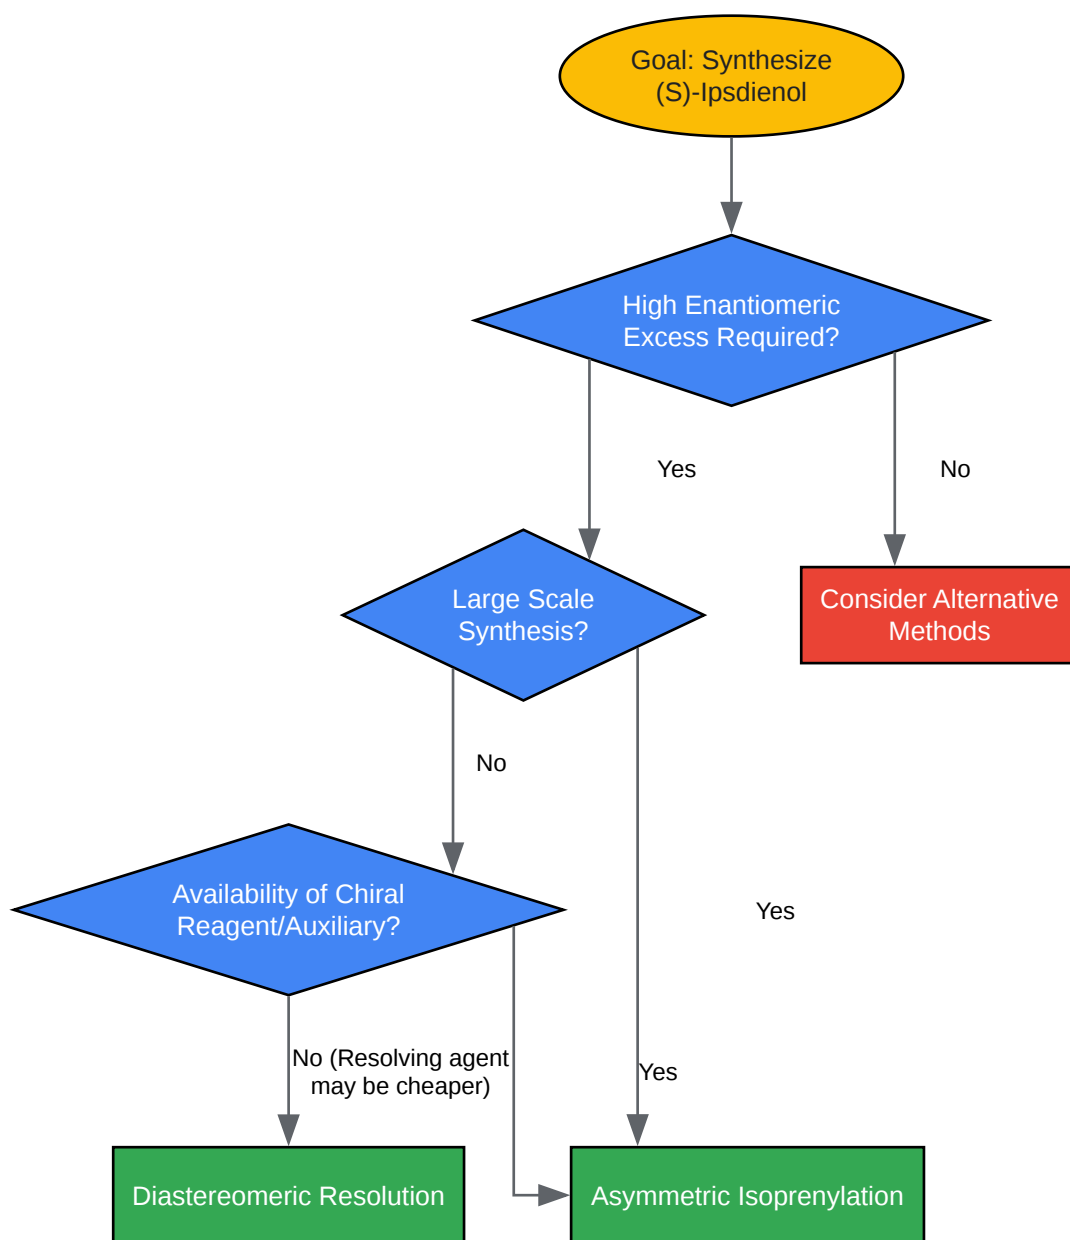 Goal: Synthesize
(S)-Ipsdienol
High Enantiomeric
Excess Required?
Yes
No
Large Scale
Synthesis?
Consider Alternative
Methods
No
Availability of Chiral
Reagent/Auxiliary?
Yes
No (Resolving agent
may be cheaper)
Yes
Diastereomeric Resolution
Asymmetric Isoprenylation